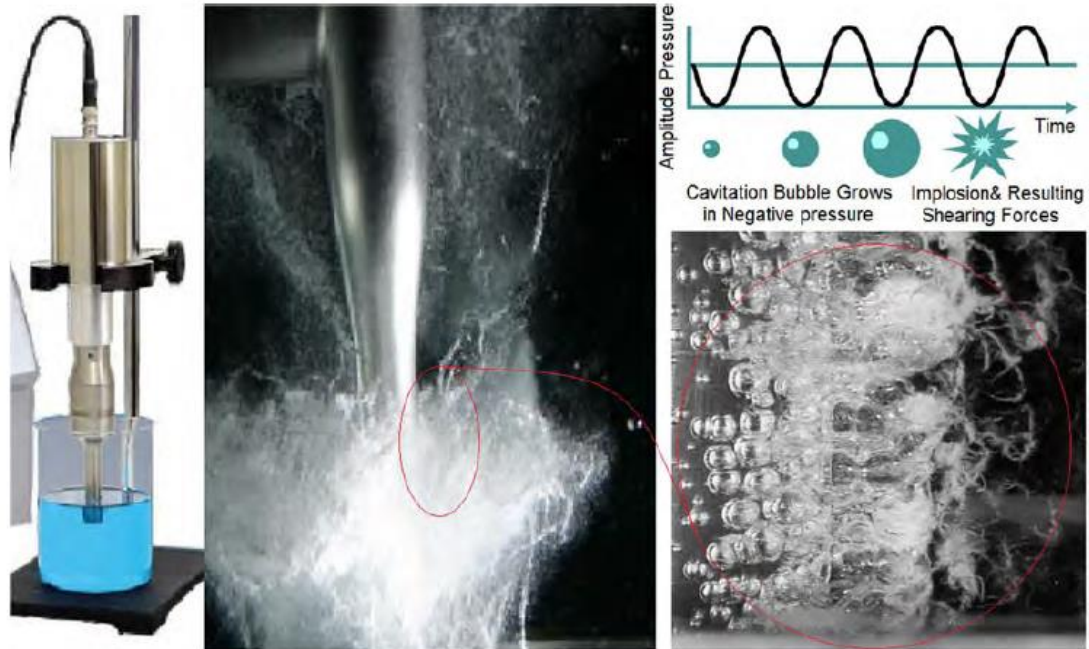 Amplitude Pressure
Time
Cavitation Bubble Grows
in Negative pressure
Implosion& Resulting
Shearing Forces